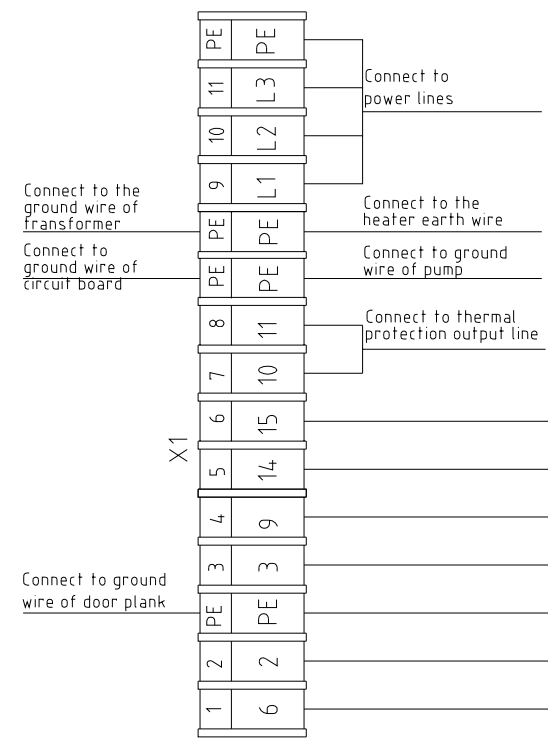 PE PE
11 L3
Connect to
power lines
10 L2
9 L1
Connect to the
ground wire of
fransformer
PE PE
Connect to the
heater earth wire
Connect to
ground wire of
circuit board
PE PE
Connect to ground
wire of pump
8 11
Connect to thermal
protection output line
7 10
6 15
X1
5 14
4 9
3 3
Connect to ground
wire of door plank
PE PE
2 2
1 6